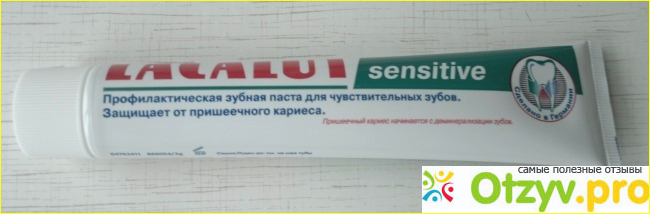 LACALUT sensitive
Профилактическая зубная паста для чувствительных зубов.
Защищает от пришеечного кариеса.
Пришеечный кариес начинается с деминерализации зубов.
Сделано в Германии
самые полезные отзывы
Otzyv.pro